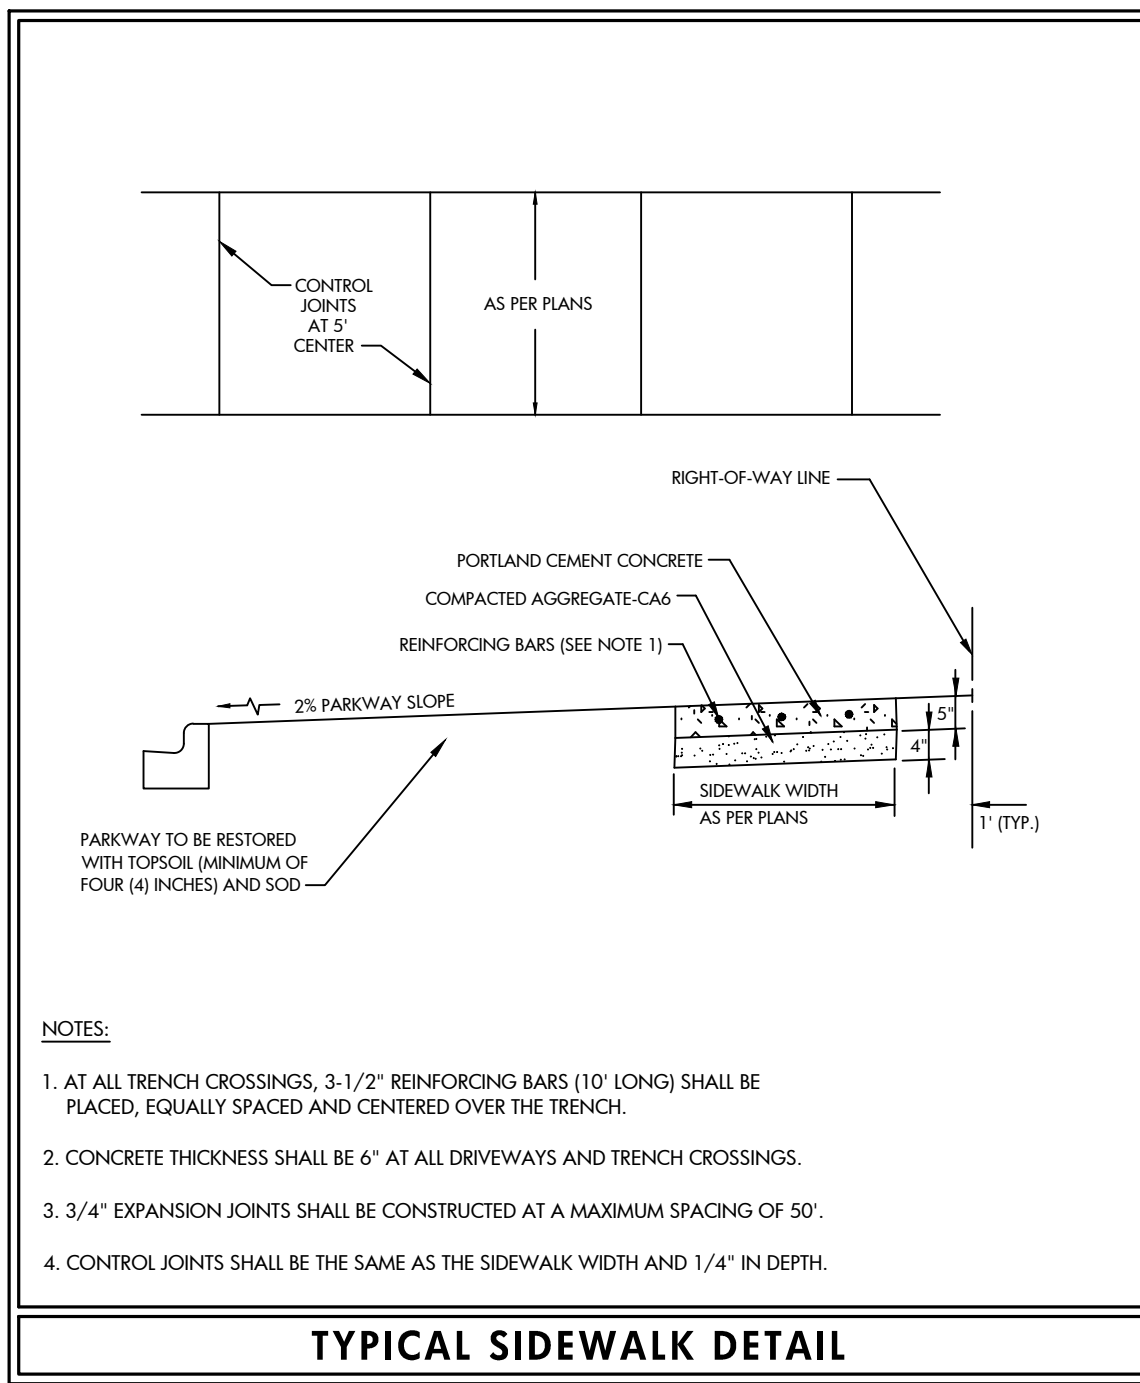 CONTROL
JOINTS
AT 5'
CENTER
AS PER PLANS
RIGHT-OF-WAY LINE
PORTLAND CEMENT CONCRETE
COMPACTED AGGREGATE-CA6
REINFORCING BARS (SEE NOTE 1)
2% PARKWAY SLOPE
5"
4"
SIDEWALK WIDTH
AS PER PLANS
1' (TYP.)
PARKWAY TO BE RESTORED
WITH TOPSOIL (MINIMUM OF
FOUR (4) INCHES) AND SOD
NOTES:
1. AT ALL TRENCH CROSSINGS, 3-1/2" REINFORCING BARS (10' LONG) SHALL BE
PLACED, EQUALLY SPACED AND CENTERED OVER THE TRENCH.
2. CONCRETE THICKNESS SHALL BE 6" AT ALL DRIVEWAYS AND TRENCH CROSSINGS.
3. 3/4" EXPANSION JOINTS SHALL BE CONSTRUCTED AT A MAXIMUM SPACING OF 50'.
4. CONTROL JOINTS SHALL BE THE SAME AS THE SIDEWALK WIDTH AND 1/4" IN DEPTH.
TYPICAL SIDEWALK DETAIL